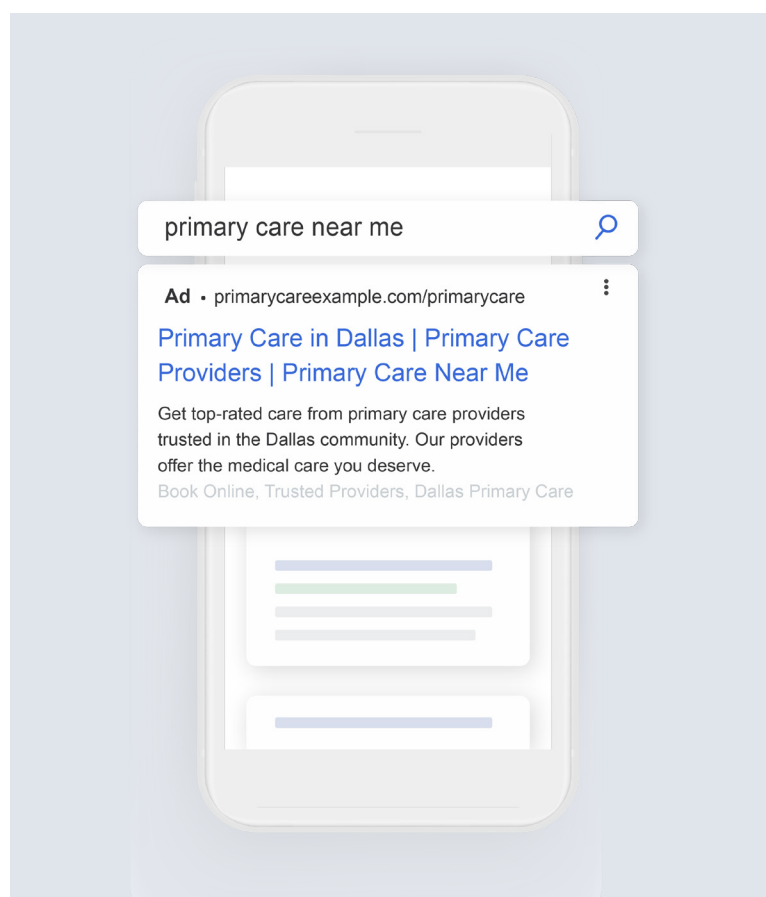 primary care near me
Ad • primarycareexample.com/primarycare
Primary Care in Dallas | Primary Care
Providers | Primary Care Near Me
Get top-rated care from primary care providers
trusted in the Dallas community. Our providers
offer the medical care you deserve.
Book Online, Trusted Providers, Dallas Primary Care